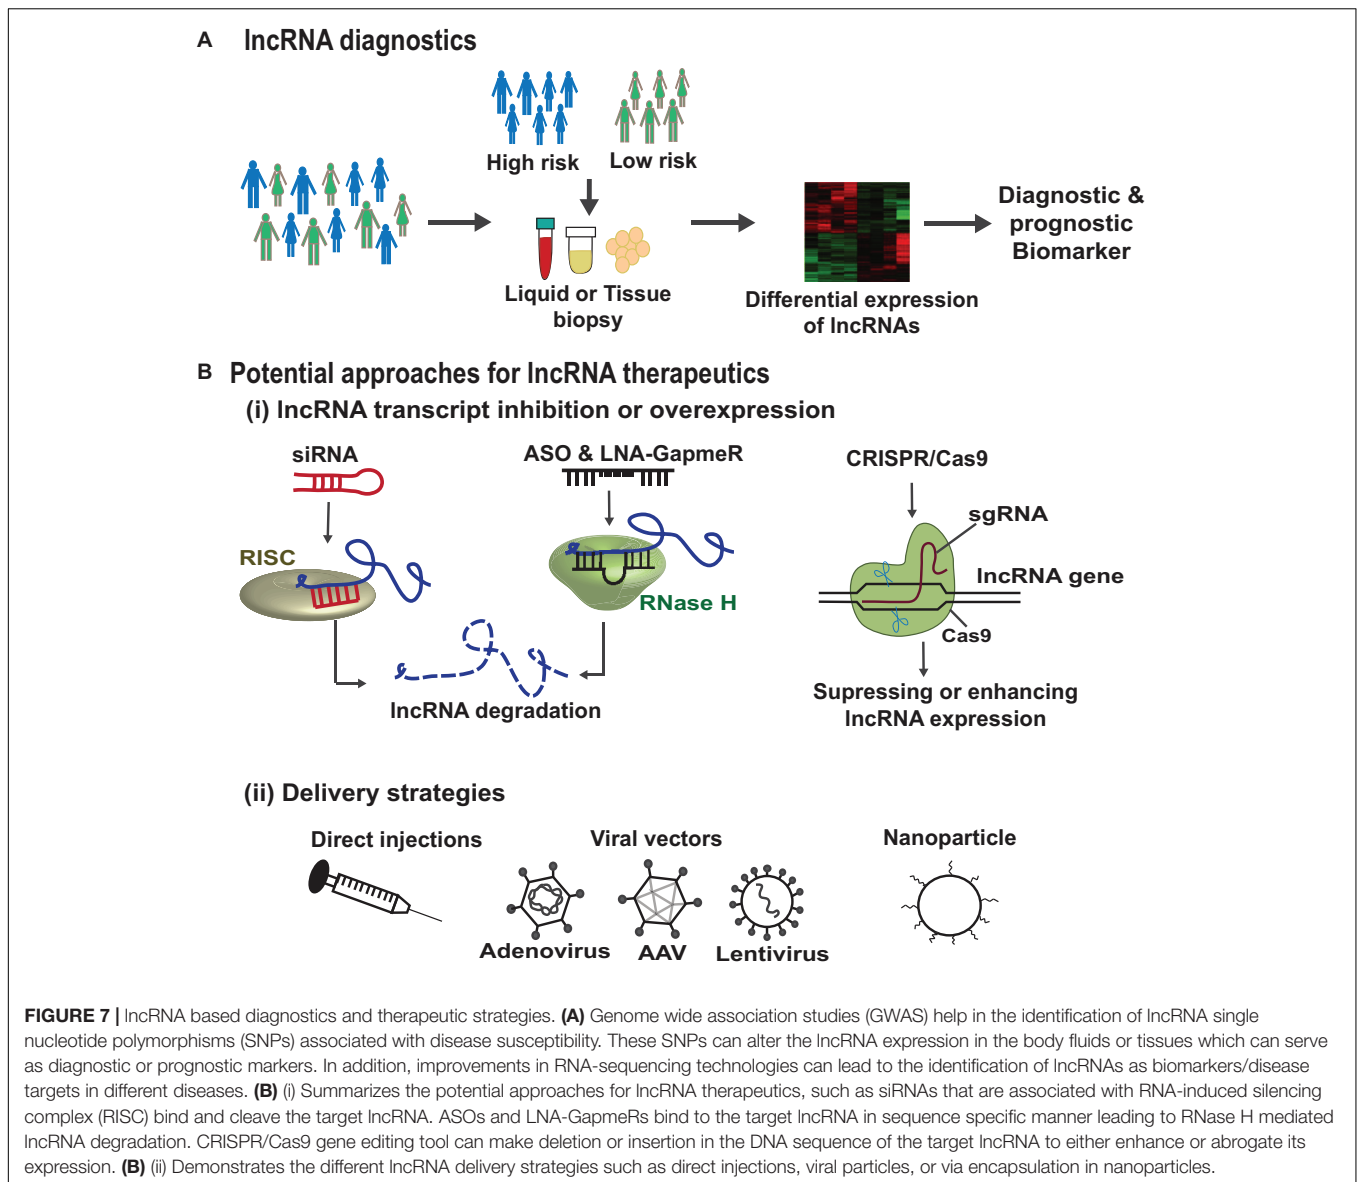 A lncRNA diagnostics
High risk
Low risk
Liquid or Tissue
biopsy
Differential expression
of lncRNAs
Diagnostic &
prognostic
Biomarker
B Potential approaches for lncRNA therapeutics
(i) lncRNA transcript inhibition or overexpression
siRNA
ASO & LNA-GapmeR
CRISPR/Cas9
sgRNA
RISC
lncRNA gene
RNase H
Cas9
lncRNA degradation
Supressing or enhancing
lncRNA expression
(ii) Delivery strategies
Direct injections
Viral vectors
Nanoparticle
Adenovirus
AAV
Lentivirus
FIGURE 7 | lncRNA based diagnostics and therapeutic strategies. (A) Genome wide association studies (GWAS) help in the identification of lncRNA single
nucleotide polymorphisms (SNPs) associated with disease susceptibility. These SNPs can alter the lncRNA expression in the body fluids or tissues which can serve
as diagnostic or prognostic markers. In addition, improvements in RNA-sequencing technologies can lead to the identification of lncRNAs as biomarkers/disease
targets in different diseases. (B) (i) Summarizes the potential approaches for lncRNA therapeutics, such as siRNAs that are associated with RNA-induced silencing
complex (RISC) bind and cleave the target lncRNA. ASOs and LNA-GapmeRs bind to the target lncRNA in sequence specific manner leading to RNase H mediated
lncRNA degradation. CRISPR/Cas9 gene editing tool can make deletion or insertion in the DNA sequence of the target lncRNA to either enhance or abrogate its
expression. (B) (ii) Demonstrates the different lncRNA delivery strategies such as direct injections, viral particles, or via encapsulation in nanoparticles.